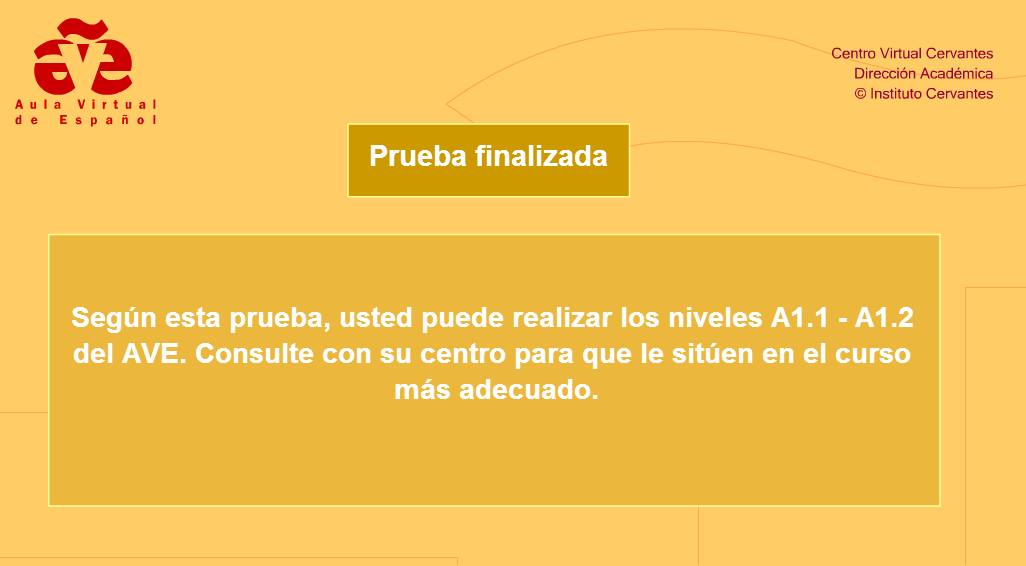 ave
Aula Virtual
de Español
Centro Virtual Cervantes
Dirección Académica
© Instituto Cervantes
Prueba finalizada
Según esta prueba, usted puede realizar los niveles A1.1 - A1.2
del AVE. Consulte con su centro para que le sitúen en el curso
más adecuado.